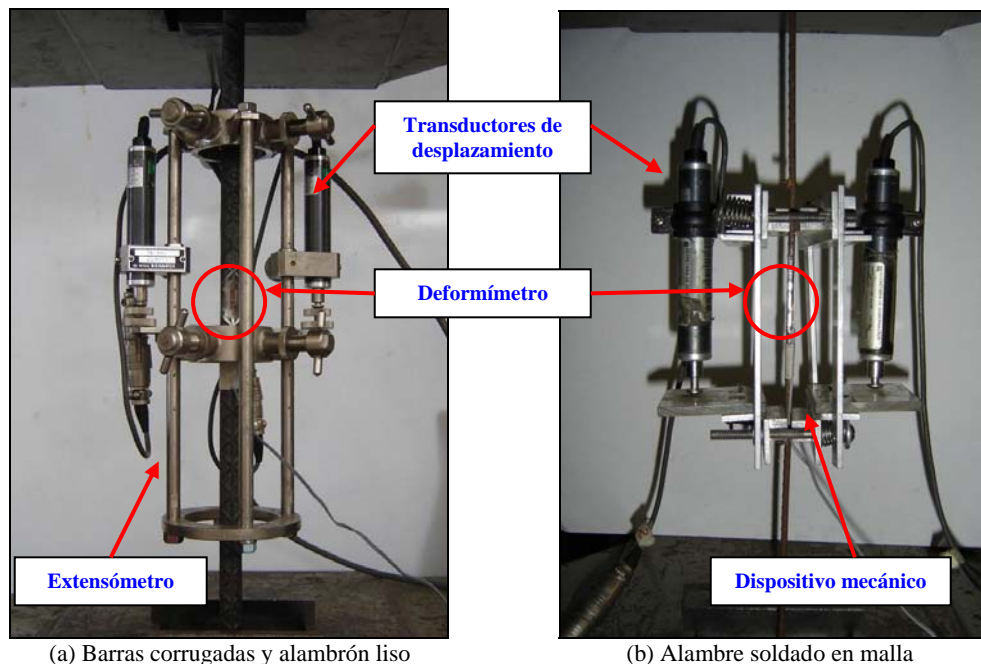 Transductores de
desplazamiento
Deformímetro
Extensómetro
Dispositivo mecánico
(a) Barras corrugadas y alambrón liso
(b) Alambre soldado en malla